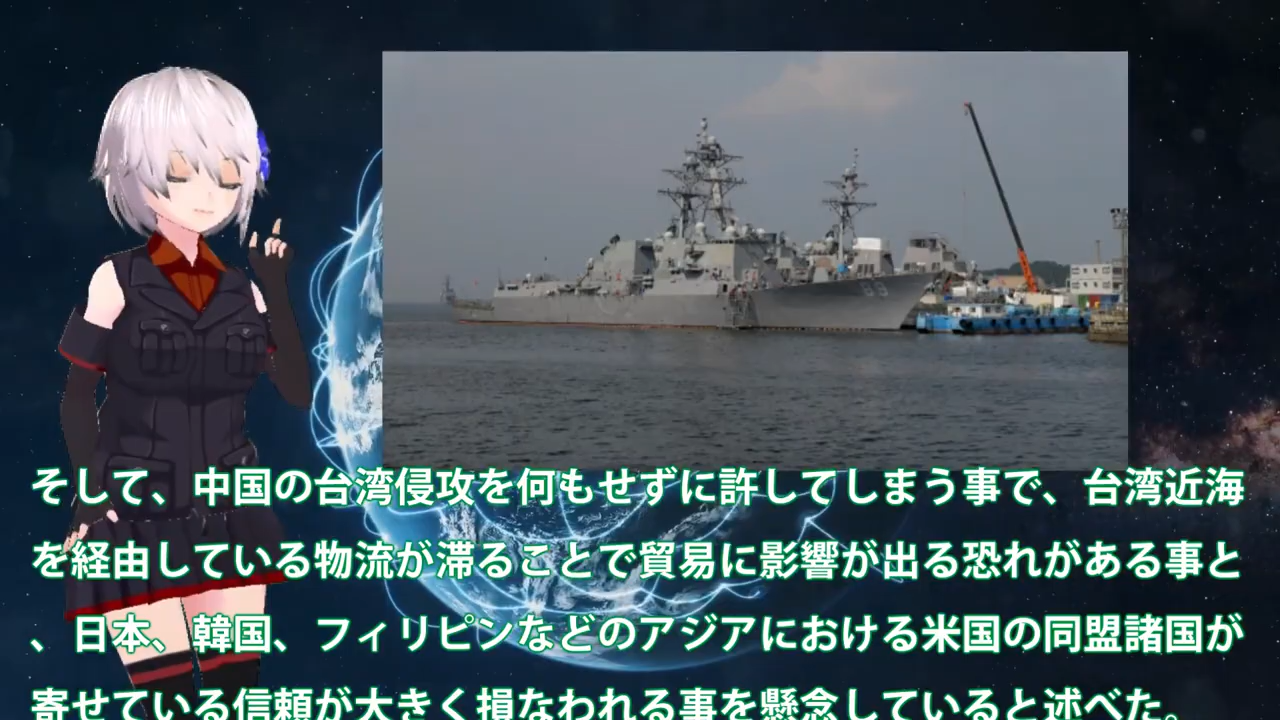 そして、中国の台湾侵攻を何もせずに許してしまう事で、台湾近海
を経由している物流が滞ることで貿易に影響が出る恐れがある事と
、日本、韓国、フィリピンなどのアジアにおける米国の同盟諸国が
寄せている信頼が大きく損なわれる事を懸念していると述べた。